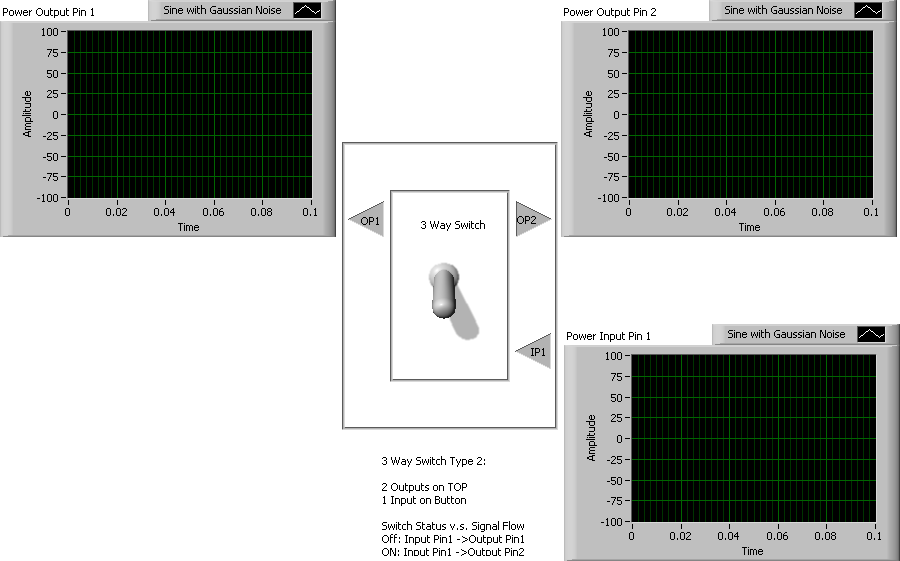 Power Output Pin 1
Sine with Gaussian Noise
100
75
50
25
0
-25
-50
-75
-100
Amplitude
0 0.02 0.04 0.06 0.08 0.1
Time
Power Output Pin 2
Sine with Gaussian Noise
100
75
50
25
0
-25
-50
-75
-100
Amplitude
0 0.02 0.04 0.06 0.08 0.1
Time
OP1
3 Way Switch
OP2
IP1
Power Input Pin 1
Sine with Gaussian Noise
100
75
50
25
0
-25
-50
-75
-100
Amplitude
0 0.02 0.04 0.06 0.08 0.1
Time
3 Way Switch Type 2:
2 Outputs on TOP
1 Input on Button
Switch Status v.s. Signal Flow
Off: Input Pin1 ->Output Pin1
ON: Input Pin1 ->Output Pin2